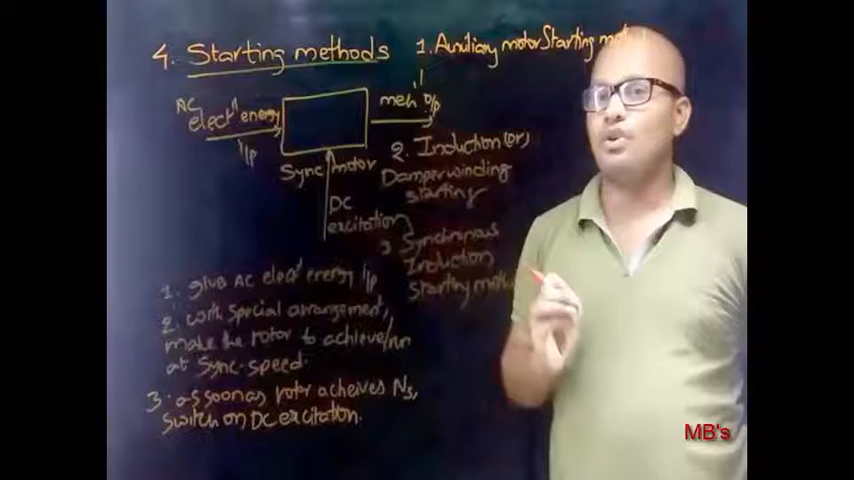 4. Starting methods
1. Auxiliary motor Starting
AC
elect^l energy
I/p
mech^l O/p
Sync motor
DC
excitation
2. Induction (or)
Damper winding
starting
3. Synchronous
Induction
Starting
1. give AC elect^l energy I/p
2. with special arrangement,
make the rotor to achieve/run
at Sync. speed.
3. as soon as rotor acheives Ns,
switch on DC excitation.
MB's